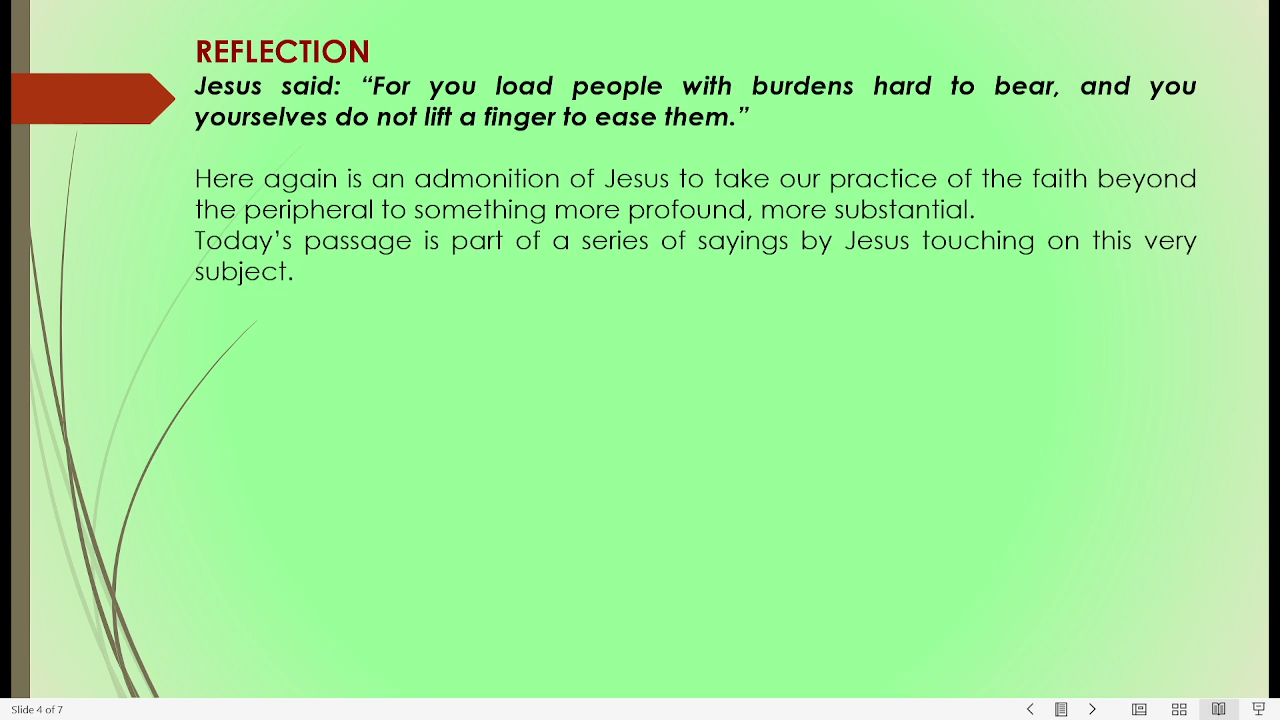 REFLECTION
Jesus said: “For you load people with burdens hard to bear, and you
yourselves do not lift a finger to ease them.”
Here again is an admonition of Jesus to take our practice of the faith beyond
the peripheral to something more profound, more substantial.
Today’s passage is part of a series of sayings by Jesus touching on this very
subject.
Slide 4 of 7